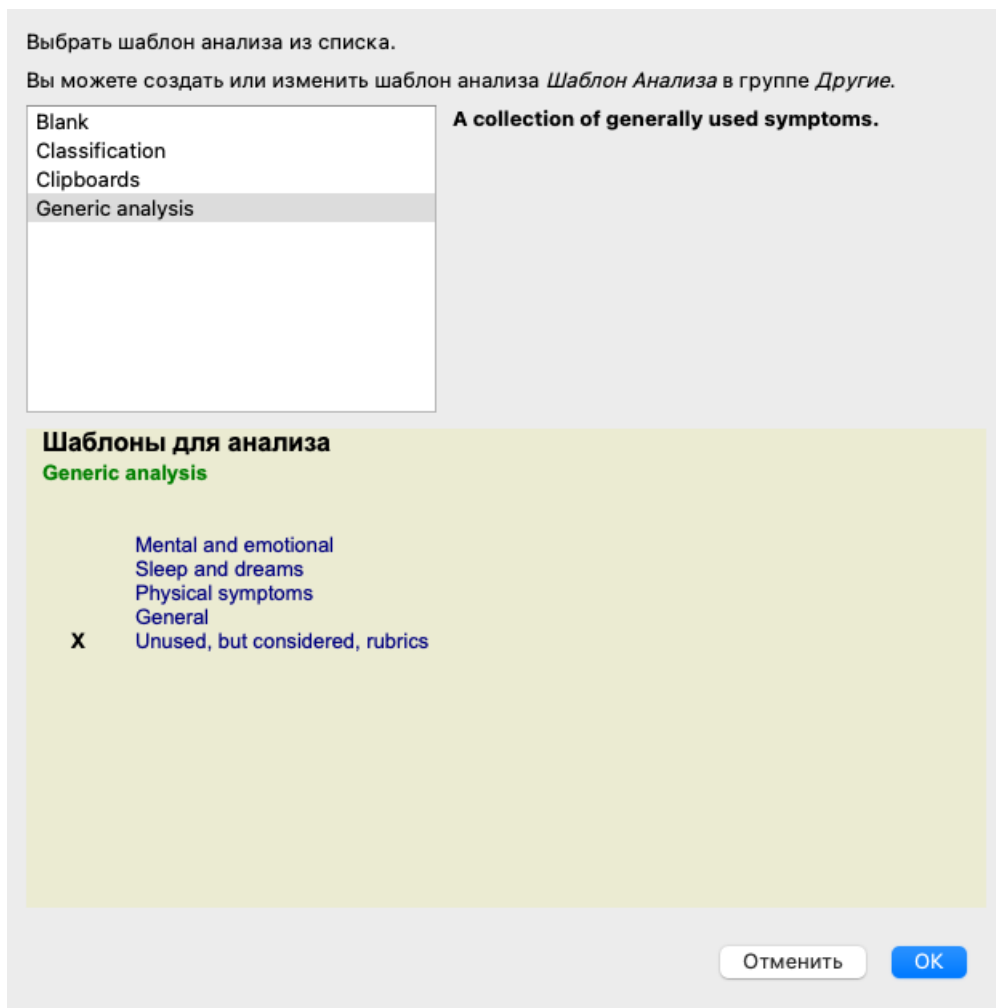 Выбрать шаблон анализа из списка.
Вы можете создать или изменить шаблон анализа Шаблон Анализа в группе Другие.
Blank
Classification
Clipboards
Generic analysis
A collection of generally used symptoms.
Шаблоны для анализа
Generic analysis
Mental and emotional
Sleep and dreams
Physical symptoms
General
X Unused, but considered, rubrics
Отменить
OK